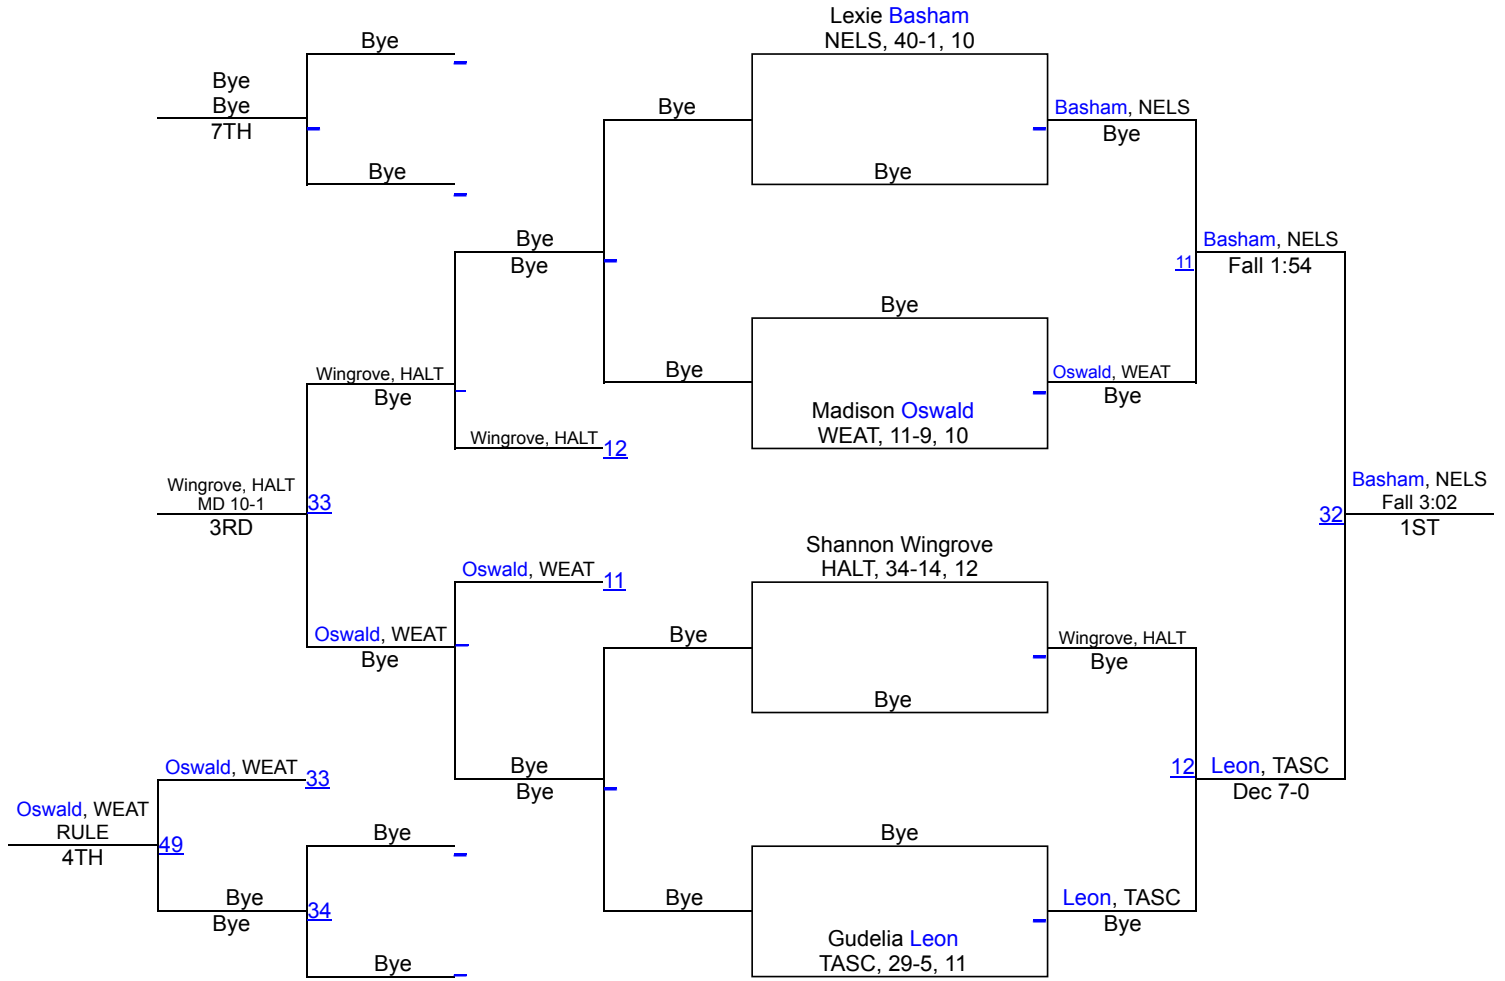 Lexie Basham
NELS, 40-1, 10
Bye
Bye
Bye
7TH
Bye
Bye
Basham, NELS
Bye
Bye
Bye
Bye
Basham, NELS
11
Fall 1:54
Bye
Wingrove, HALT
Bye
Bye
Oswald, WEAT
Bye
Madison Oswald
WEAT, 11-9, 10
Wingrove, HALT
12
Wingrove, HALT
MD 10-1
33
3RD
Basham, NELS
Fall 3:02
32
1ST
Shannon Wingrove
HALT, 34-14, 12
Oswald, WEAT
11
Oswald, WEAT
Bye
Bye
Wingrove, HALT
Bye
Bye
Oswald, WEAT
33
Bye
Bye
12
Leon, TASC
Dec 7-0
Oswald, WEAT
RULE
49
4TH
Bye
Bye
Bye
Bye
34
Bye
Leon, TASC
Bye
Gudelia Leon
TASC, 29-5, 11
Bye